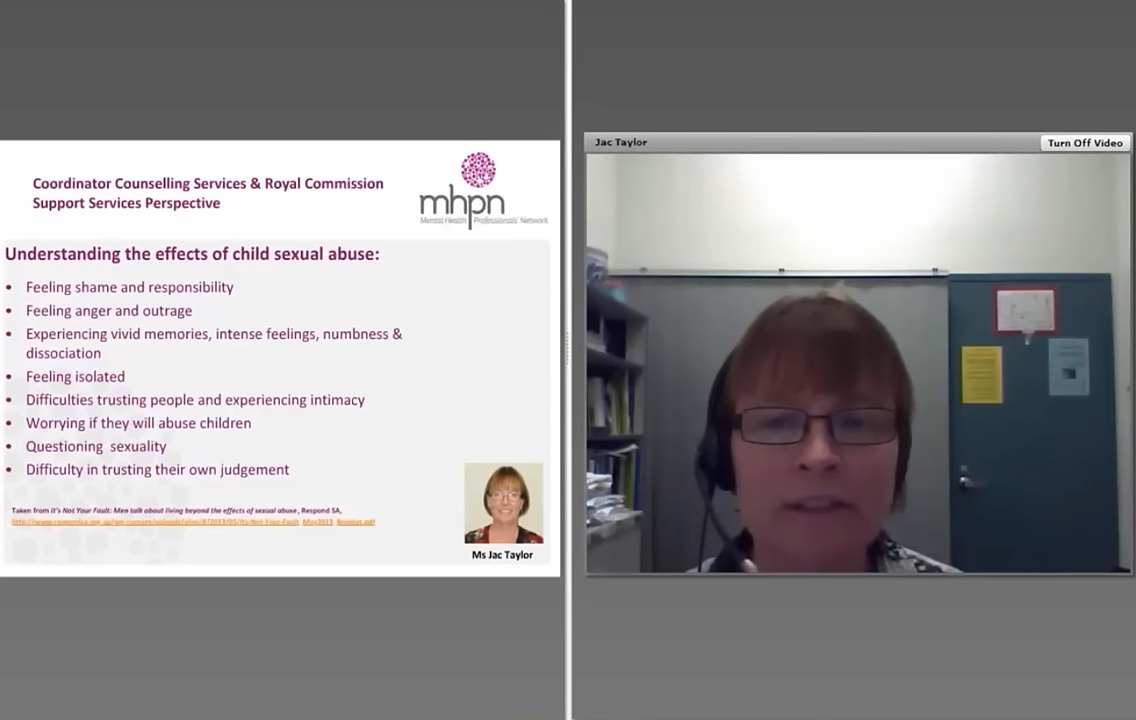 Coordinator Counselling Services & Royal Commission
Support Services Perspective
mhpn
Mental Health Professionals' Network
Understanding the effects of child sexual abuse:
• Feeling shame and responsibility
• Feeling anger and outrage
• Experiencing vivid memories, intense feelings, numbness &
dissociation
• Feeling isolated
• Difficulties trusting people and experiencing intimacy
• Worrying if they will abuse children
• Questioning sexuality
• Difficulty in trusting their own judgement
Taken from It's Not Your Fault: Men talk about living beyond the effects of sexual abuse, Respond SA,
Ms Jac Taylor
Jac Taylor
Turn Off Video